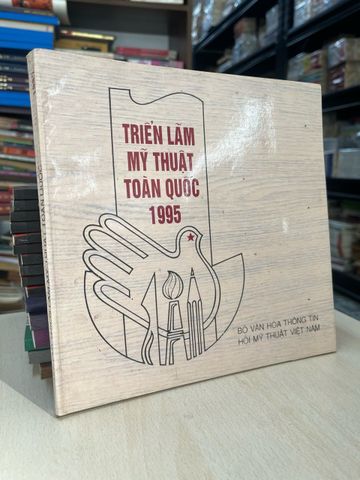 TRIỂN LÃM
MỸ THUẬT
TOÀN QUỐC
1995
BỘ VĂN HÓA THÔNG TIN
HỘI MỸ THUẬT VIỆT NAM